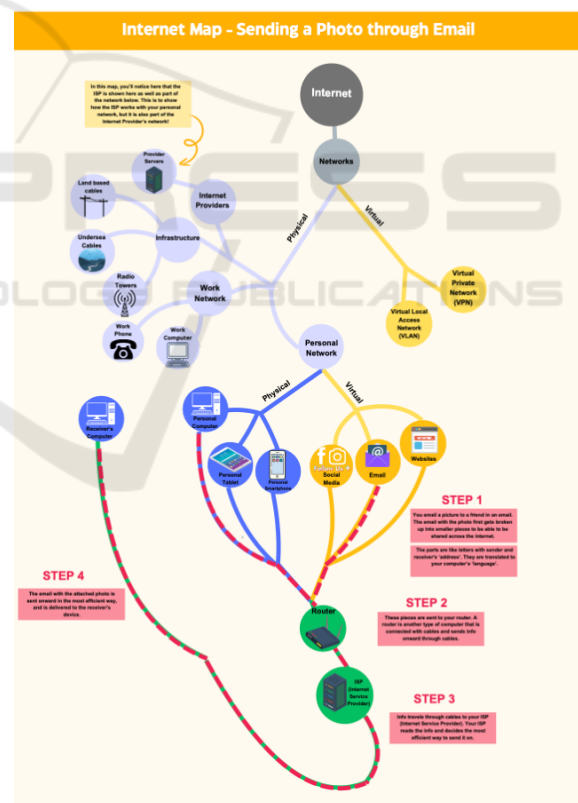 Internet Map - Sending a Photo through Email
In this map, you'll notice here that the
ISP is shown here as well as part of
the network below. This is to show
how the ISP works with your personal
network, but it is also part of the
Internet Provider's network!
Internet
Networks
Provider
Servers
Land based
cables
Internet
Providers
Undersea
Cables
Infrastructure
Physical
Virtual
Radio
Towers
Work
Network
Virtual
Private
Network
(VPN)
Virtual Local
Access
Network
(VLAN)
Work
Phone
Work
Computer
Personal
Network
Physical
Virtual
Receiver's
Computer
Personal
Computer
Personal
Tablet
Personal
Smartphone
Social
Media
Email
Websites
STEP 1
You email a picture to a friend in an email.
The email with the photo first gets broken
up into smaller pieces to be able to be
shared across the internet.
The parts are like letters with sender and
receiver's 'address'. They are translated to
your computer's 'language'.
STEP 4
The email with the attached photo is
sent onward in the most efficient way,
and is delivered to the receiver's
device.
STEP 2
These pieces are sent to your router. A
router is another type of computer that is
connected with cables and sends info
onward through cables.
Router
ISP
(Internet
Service
Provider)
STEP 3
Info travels through cables to your ISP
(Internet Service Provider). Your ISP
reads the info and decides the most
efficient way to send it on.